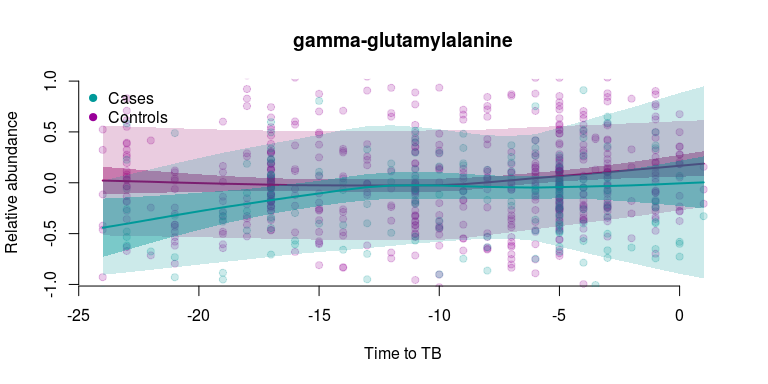 gamma-glutamylalanine
Relative abundance
1.0
0.5
0.0
-0.5
-1.0
Cases
Controls
-25 -20 -15 -10 -5 0
Time to TB